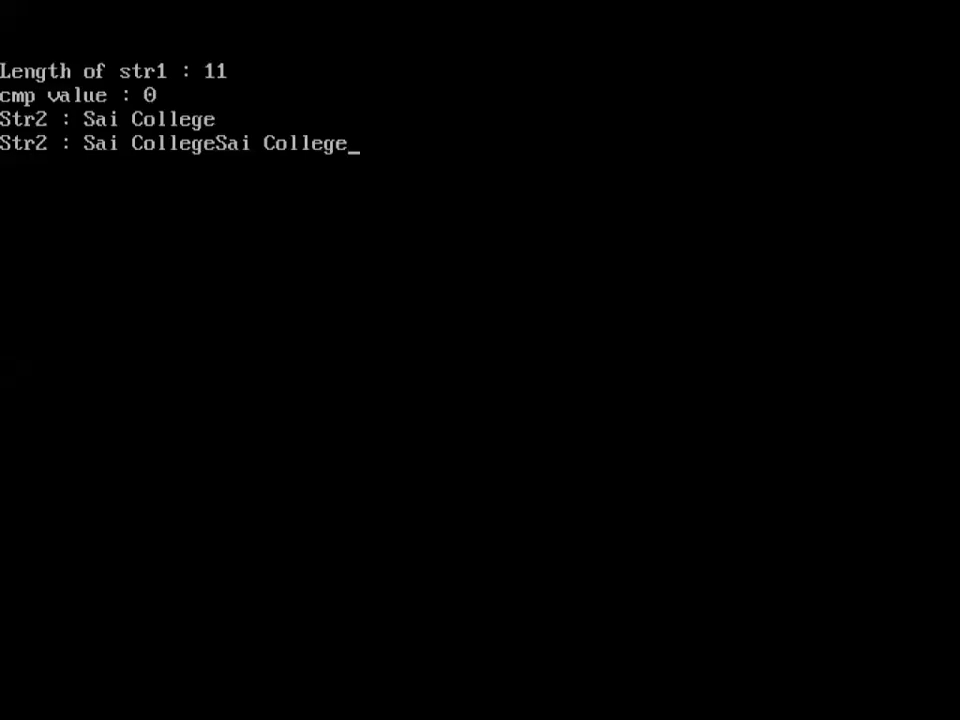 Length of str1 : 11
cmp value : 0
Str2 : Sai College
Str2 : Sai CollegeSai College_